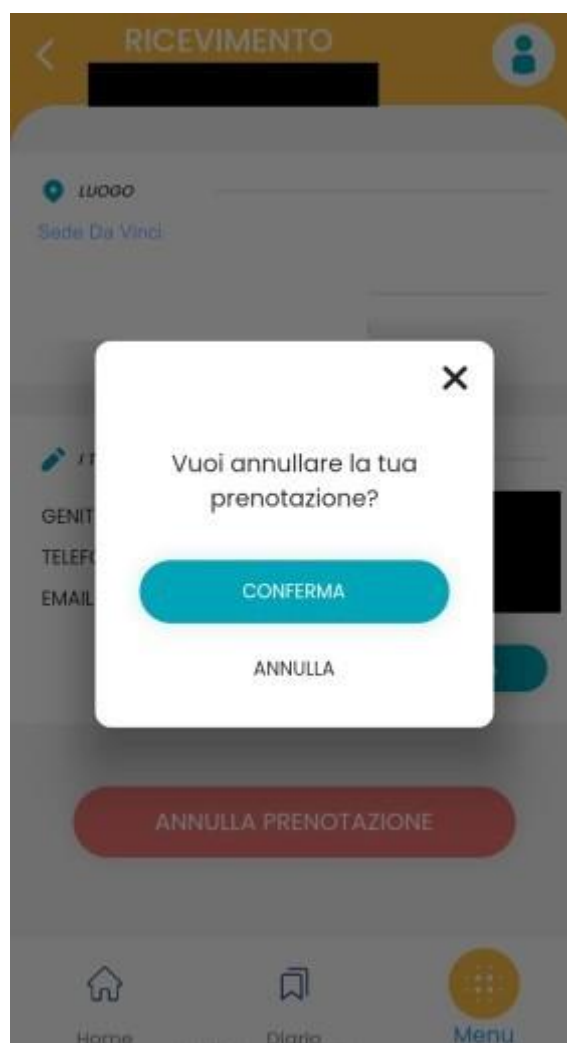 RICEVIMENTO
LUOGO
Sede Da Vinci
Vuoi annullare la tua
prenotazione?
GENIT
TELEF
EMAIL
CONFERMA
ANNULLA
ANNULLA PRENOTAZIONE
Home
Diario
Menu